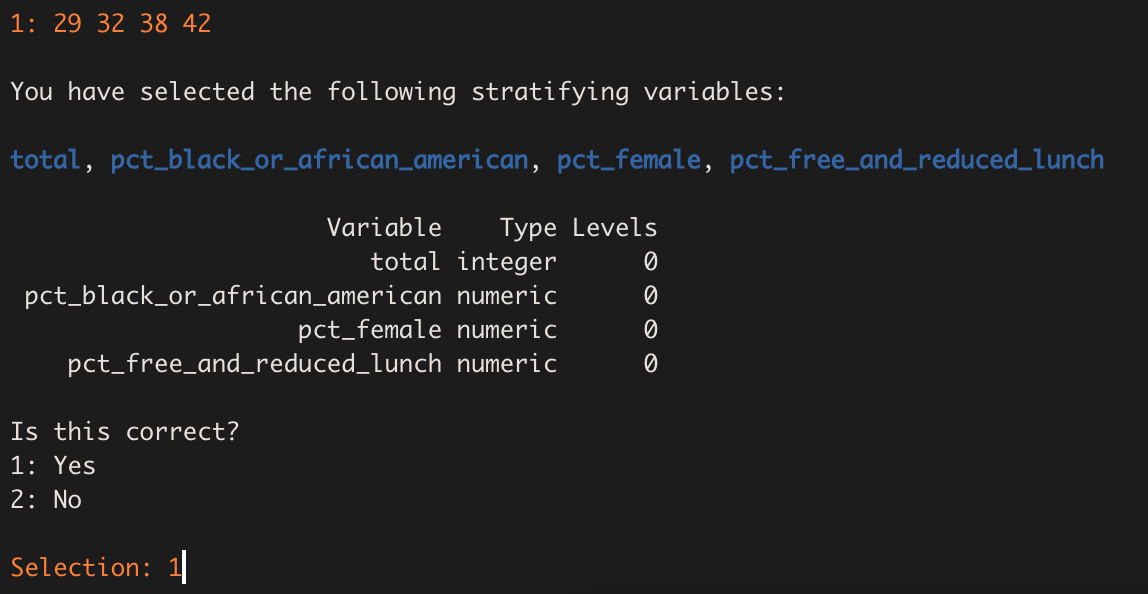 1: 29 32 38 42
You have selected the following stratifying variables:
total, pct_black_or_african_american, pct_female, pct_free_and_reduced_lunch
Variable Type Levels
total integer 0
pct_black_or_african_american numeric 0
pct_female numeric 0
pct_free_and_reduced_lunch numeric 0
Is this correct?
1: Yes
2: No
Selection: 1